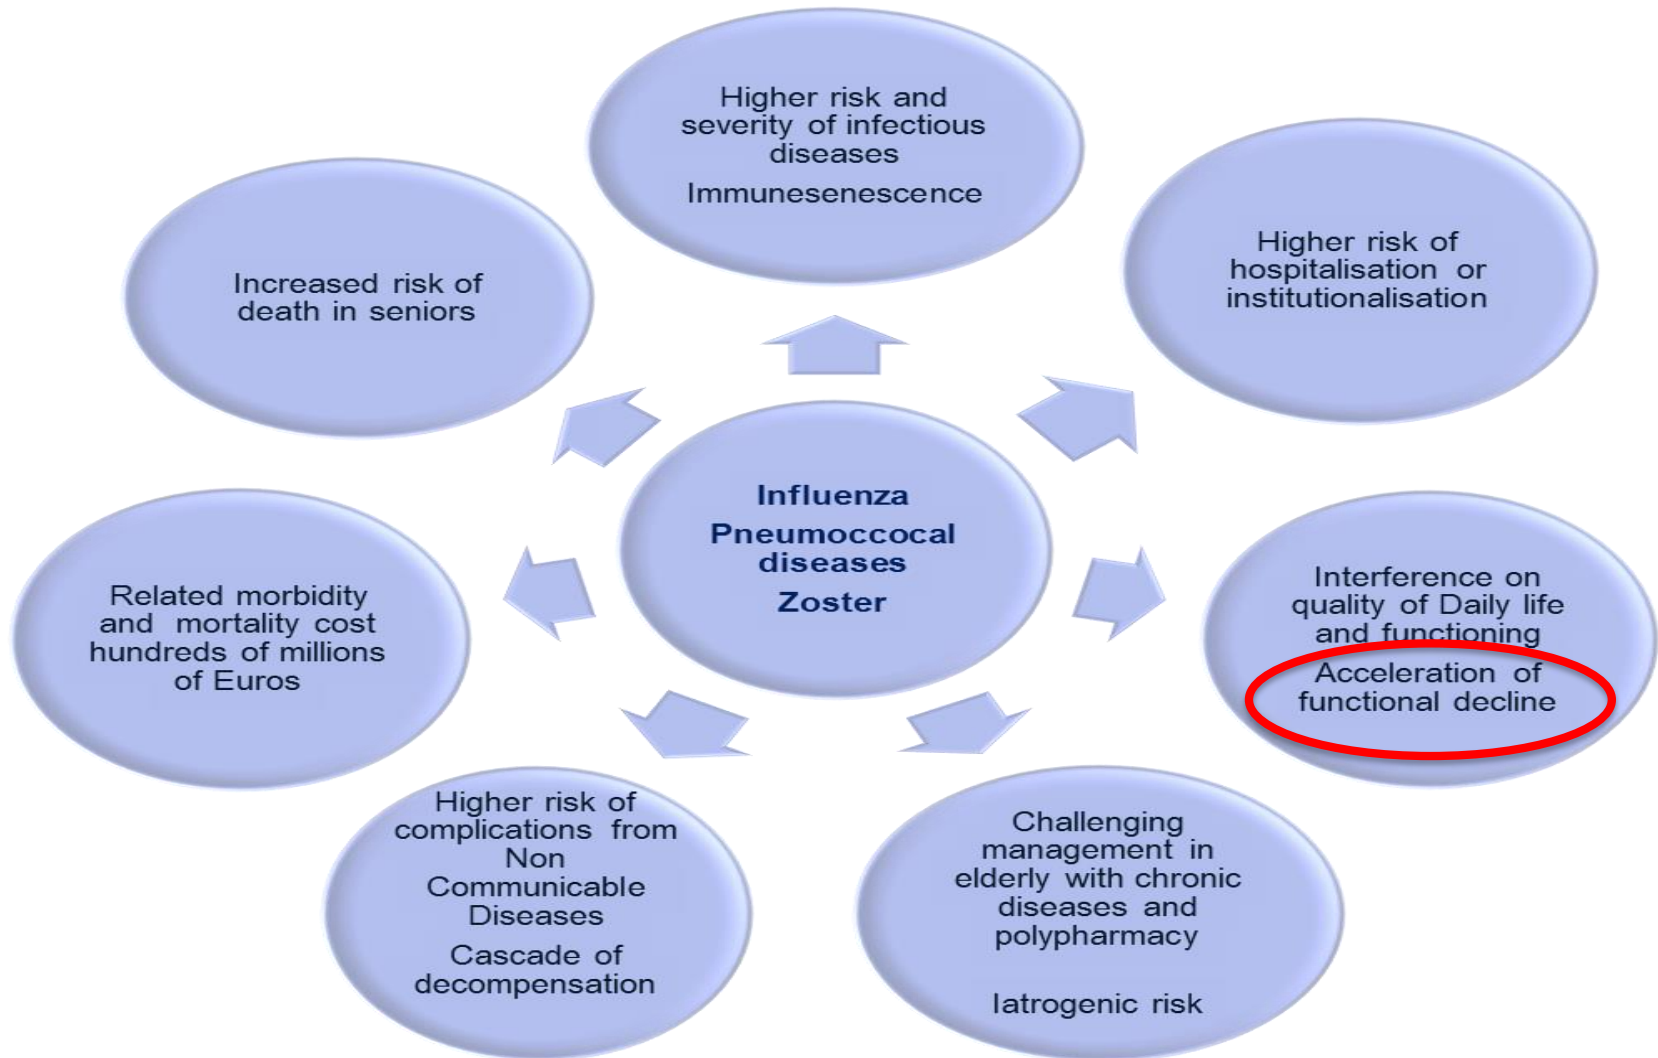 Higher risk and
severity of infectious
diseases
Immunesenescence
Higher risk of
hospitalisation or
institutionalisation
Increased risk of
death in seniors
Influenza
Pneumoccocal
diseases
Zoster
Interference on
quality of Daily life
and functioning
Acceleration of
functional decline
Related morbidity
and mortality cost
hundreds of millions
of Euros
Higher risk of
complications from
Non
Communicable
Diseases
Cascade of
decompensation
Challenging
management in
elderly with chronic
diseases and
polypharmacy
Iatrogenic risk